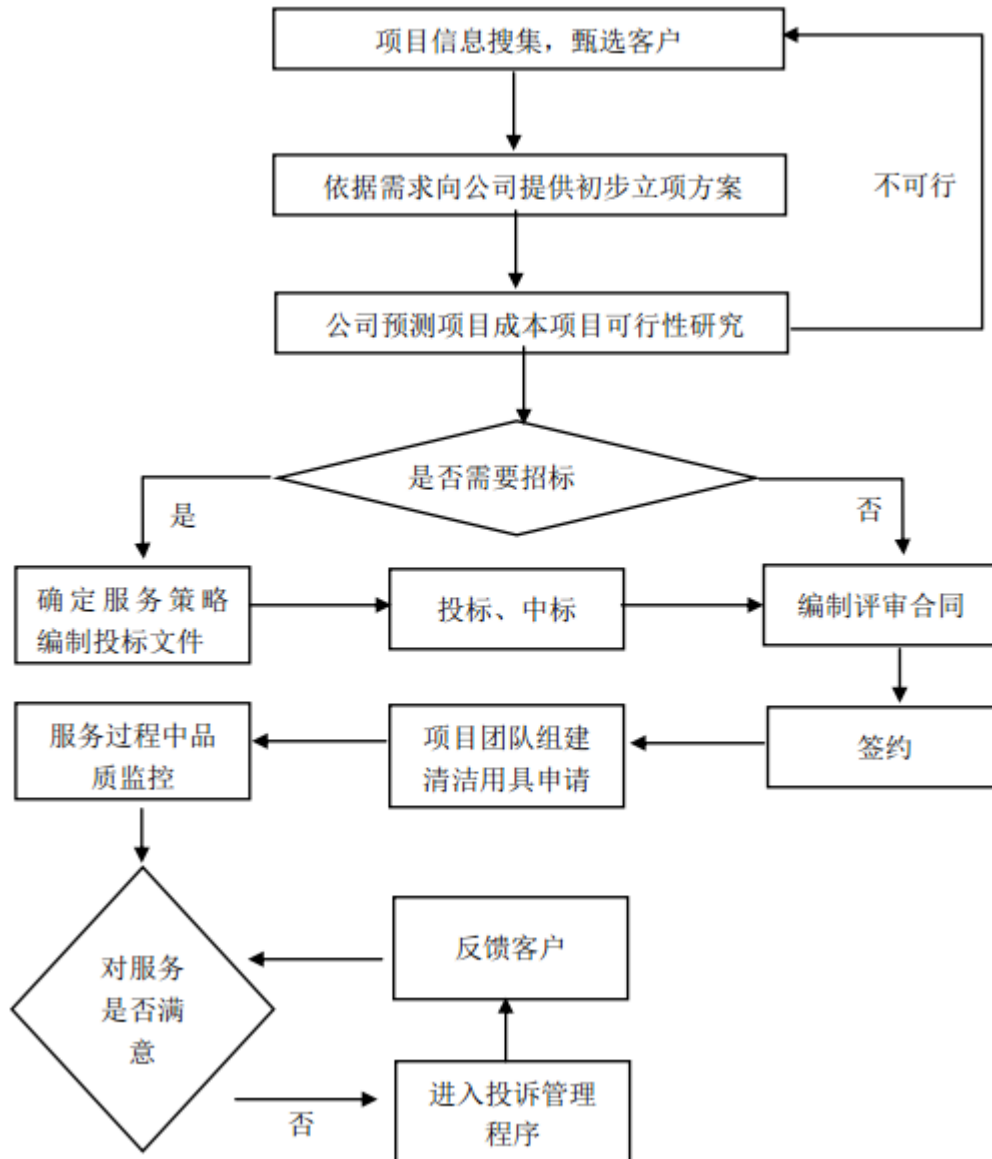 项目信息搜集，甄选客户
依据需求向公司提供初步立项方案
不可行
公司预测项目成本项目可行性研究
是否需要招标
是
否
确定服务策略
编制投标文件
投标、中标
编制评审合同
服务过程中品
质监控
项目团队组建
清洁用具申请
签约
对服务
是否满
意
反馈客户
否
进入投诉管理
程序